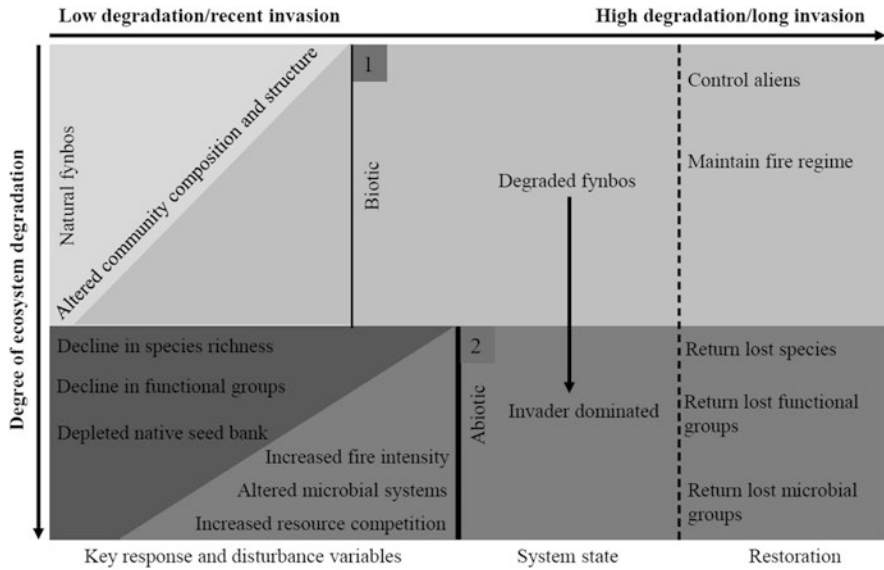 Low degradation/recent invasion
High degradation/long invasion
Degree of ecosystem degradation
Natural fynbos
Altered community composition and structure
1
Biotic
Degraded fynbos
Control aliens
Maintain fire regime
Decline in species richness
Decline in functional groups
Depleted native seed bank
Increased fire intensity
Altered microbial systems
Increased resource competition
2
Abiotic
Invader dominated
Return lost species
Return lost functional
groups
Return lost microbial
groups
Key response and disturbance variables
System state
Restoration